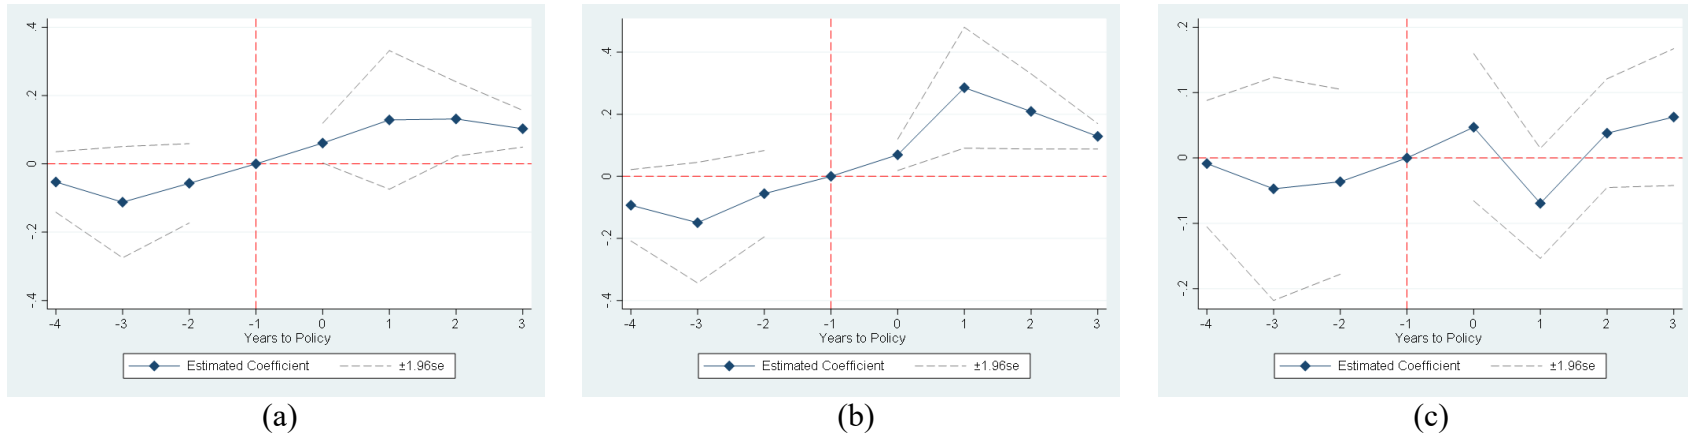 .4
.2
0
-.2
-.4
-4 -3 -2 -1 0 1 2 3
Years to Policy
Estimated Coefficient ±1.96se
(a)
.4
.2
0
-.2
-.4
-4 -3 -2 -1 0 1 2 3
Years to Policy
Estimated Coefficient ±1.96se
(b)
.2
.1
0
-.1
-.2
-4 -3 -2 -1 0 1 2 3
Years to Policy
Estimated Coefficient ±1.96se
(c)